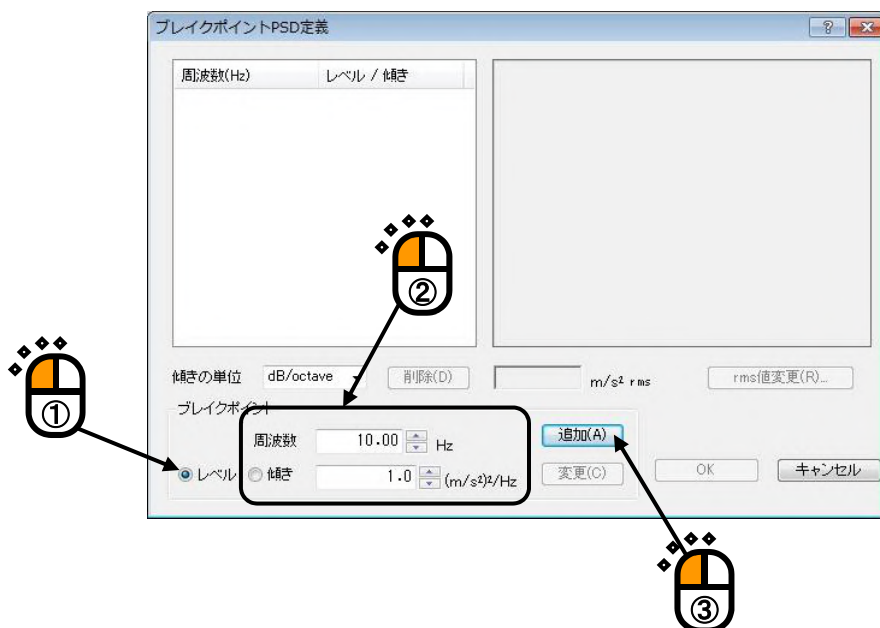 ブレイクポイントPSD定義
周波数(Hz) レベル / 傾き
②
傾きの単位 dB/octave 削除(D) m/s² rms rms値変更(R)...
①
ブレイクポイント
周波数 10.00 Hz 追加(A)
レベル 傾き 1.0 (m/s²)²/Hz 変更(C) OK キャンセル
③